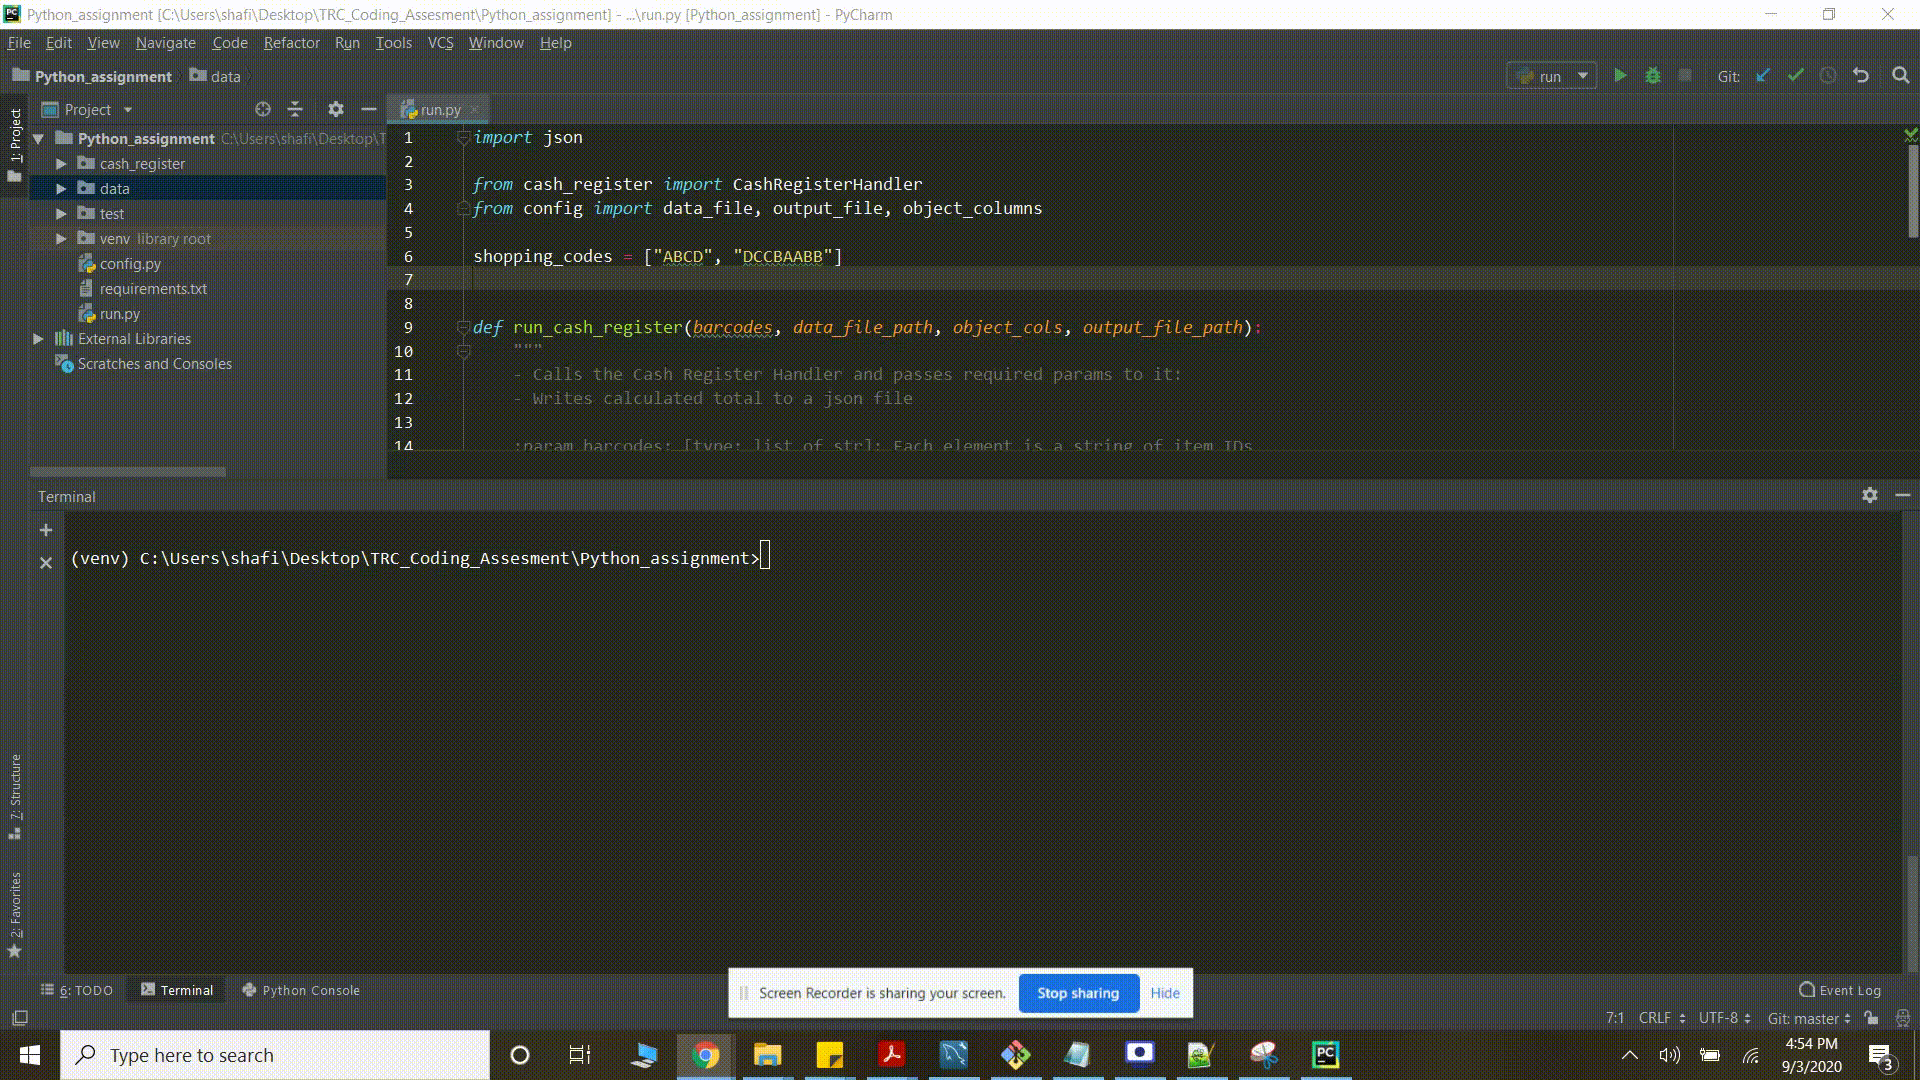 Python_assignment [C:\Users\shafi\Desktop\TRC_Coding_Assesment\Python_assignment] - ...\run.py [Python_assignment] - PyCharm
File Edit View Navigate Code Refactor Run Tools VCS Window Help
Python_assignment data run Git:
Project run.py
1: Project
Python_assignment C:\Users\shafi\Desktop\T
cash_register
data
test
venv library root
config.py
requirements.txt
run.py
External Libraries
Scratches and Consoles
1 import json
2
3 from cash_register import CashRegisterHandler
4 from config import data_file, output_file, object_columns
5
6 shopping_codes = ["ABCD", "DCCBAABB"]
7
8
9 def run_cash_register(barcodes, data_file_path, object_cols, output_file_path):
10 """
11 - Calls the Cash Register Handler and passes required params to it:
12 - Writes calculated total to a json file
13
14 :param barcodes: [type: list of str]: Each element is a string of item IDs
Terminal
(venv) C:\Users\shafi\Desktop\TRC_Coding_Assesment\Python_assignment>
7: Structure
2: Favorites
6: TODO Terminal Python Console
Screen Recorder is sharing your screen. Stop sharing Hide
Event Log
7:1 CRLF UTF-8 Git: master
Type here to search
PC
4:54 PM
9/3/2020
3